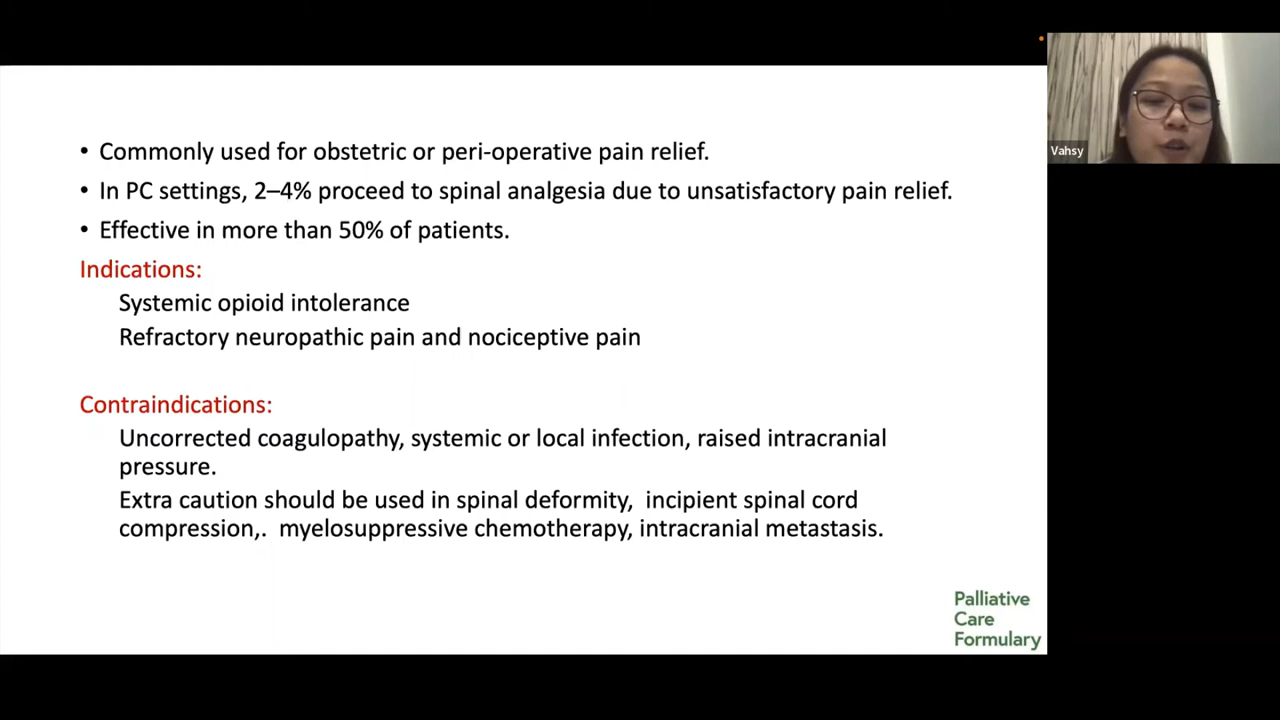 • Commonly used for obstetric or peri-operative pain relief.
• In PC settings, 2–4% proceed to spinal analgesia due to unsatisfactory pain relief.
• Effective in more than 50% of patients.
Indications:
Systemic opioid intolerance
Refractory neuropathic pain and nociceptive pain
Contraindications:
Uncorrected coagulopathy, systemic or local infection, raised intracranial
pressure.
Extra caution should be used in spinal deformity,  incipient spinal cord
compression,.  myelosuppressive chemotherapy, intracranial metastasis.
Palliative
Care
Formulary
Vahsy